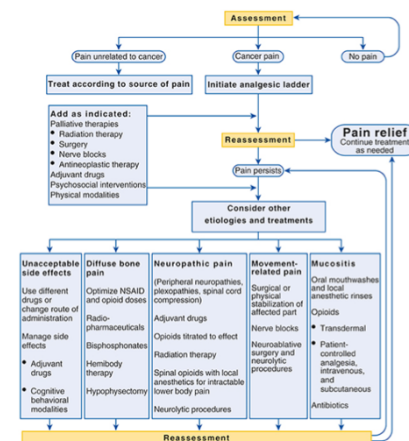 Assessment
Pain unrelated to cancer
Cancer pain
No pain
Treat according to source of pain
Initiate analgesic ladder
Add as indicated:
Palliative therapies
• Radiation therapy
• Surgery
• Nerve blocks
• Antineoplastic therapy
Adjuvant drugs
Psychosocial interventions
Physical modalities
Reassessment
Pain relief
Continue treatment
as needed
Pain persists
Consider other
etiologies and treatments
Unacceptable
side effects
Use different
drugs or change
route of
administration
Manage side
effects
• Adjuvant
drugs
• Cognitive
behavioral
modalities
Diffuse bone
pain
Optimize NSAID
and opioid doses
Radio-
pharmaceuticals
Bisphosphonates
Hemibody
therapy
Hypophysectomy
Neuropathic pain
(Peripheral neuropathies,
plexopathies, spinal cord
compression)
Adjuvant drugs
Opioids titrated to effect
Radiation therapy
Spinal opioids with local
anesthetics for intractable
lower body pain
Neurolytic procedures
Movement-
related pain
Surgical or
physical
stabilization of
affected part
Nerve blocks
Neuroablative
surgery and
neurolytic
procedures
Mucositis
Oral mouthwashes
and local
anesthetic rinses
Opioids
• Transdermal
• Patient-
controlled
analgesia,
intravenous,
and
subcutaneous
Antibiotics
Reassessment